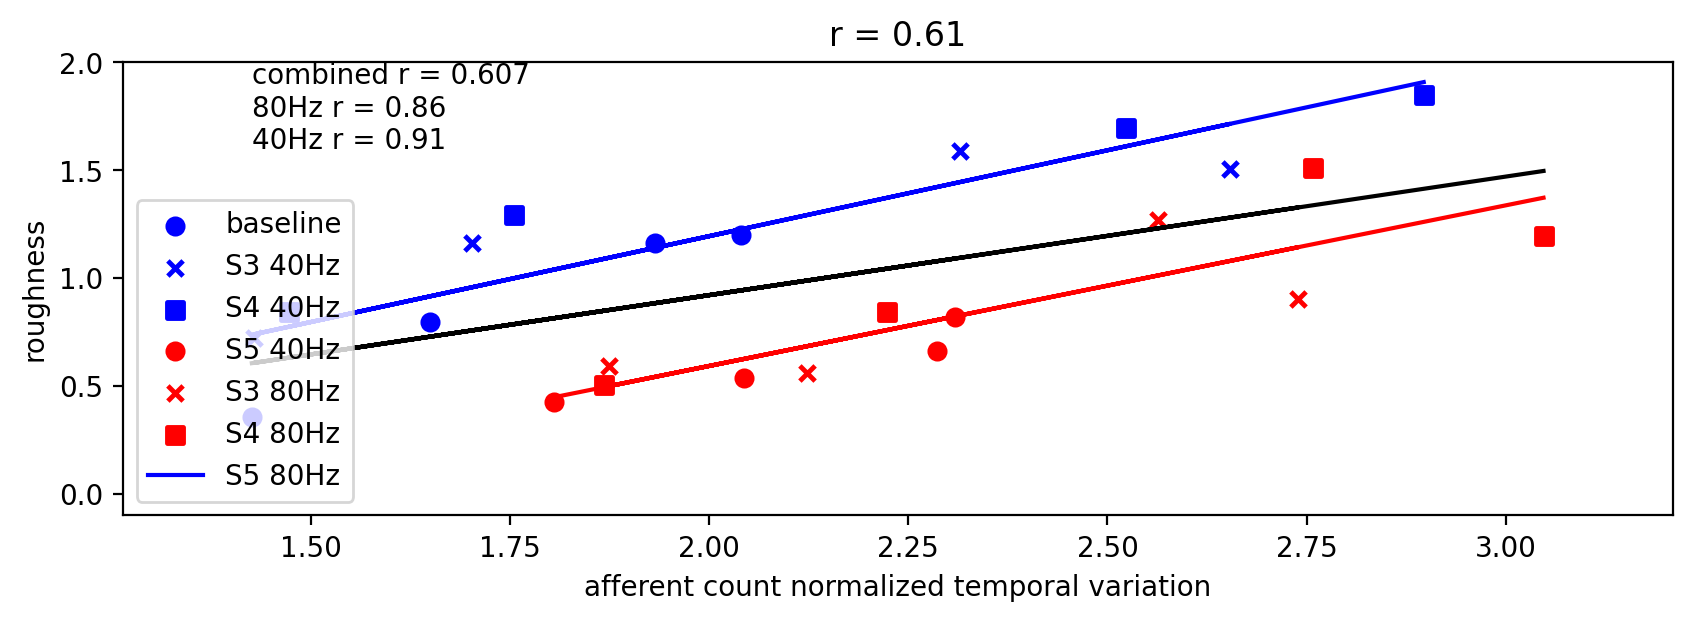 r = 0.61
combined r = 0.607
80Hz r = 0.86
40Hz r = 0.91
baseline
S3 40Hz
S4 40Hz
S5 40Hz
S3 80Hz
S4 80Hz
S5 80Hz
roughness
2.0
1.5
1.0
0.5
0.0
1.50 1.75 2.00 2.25 2.50 2.75 3.00
afferent count normalized temporal variation